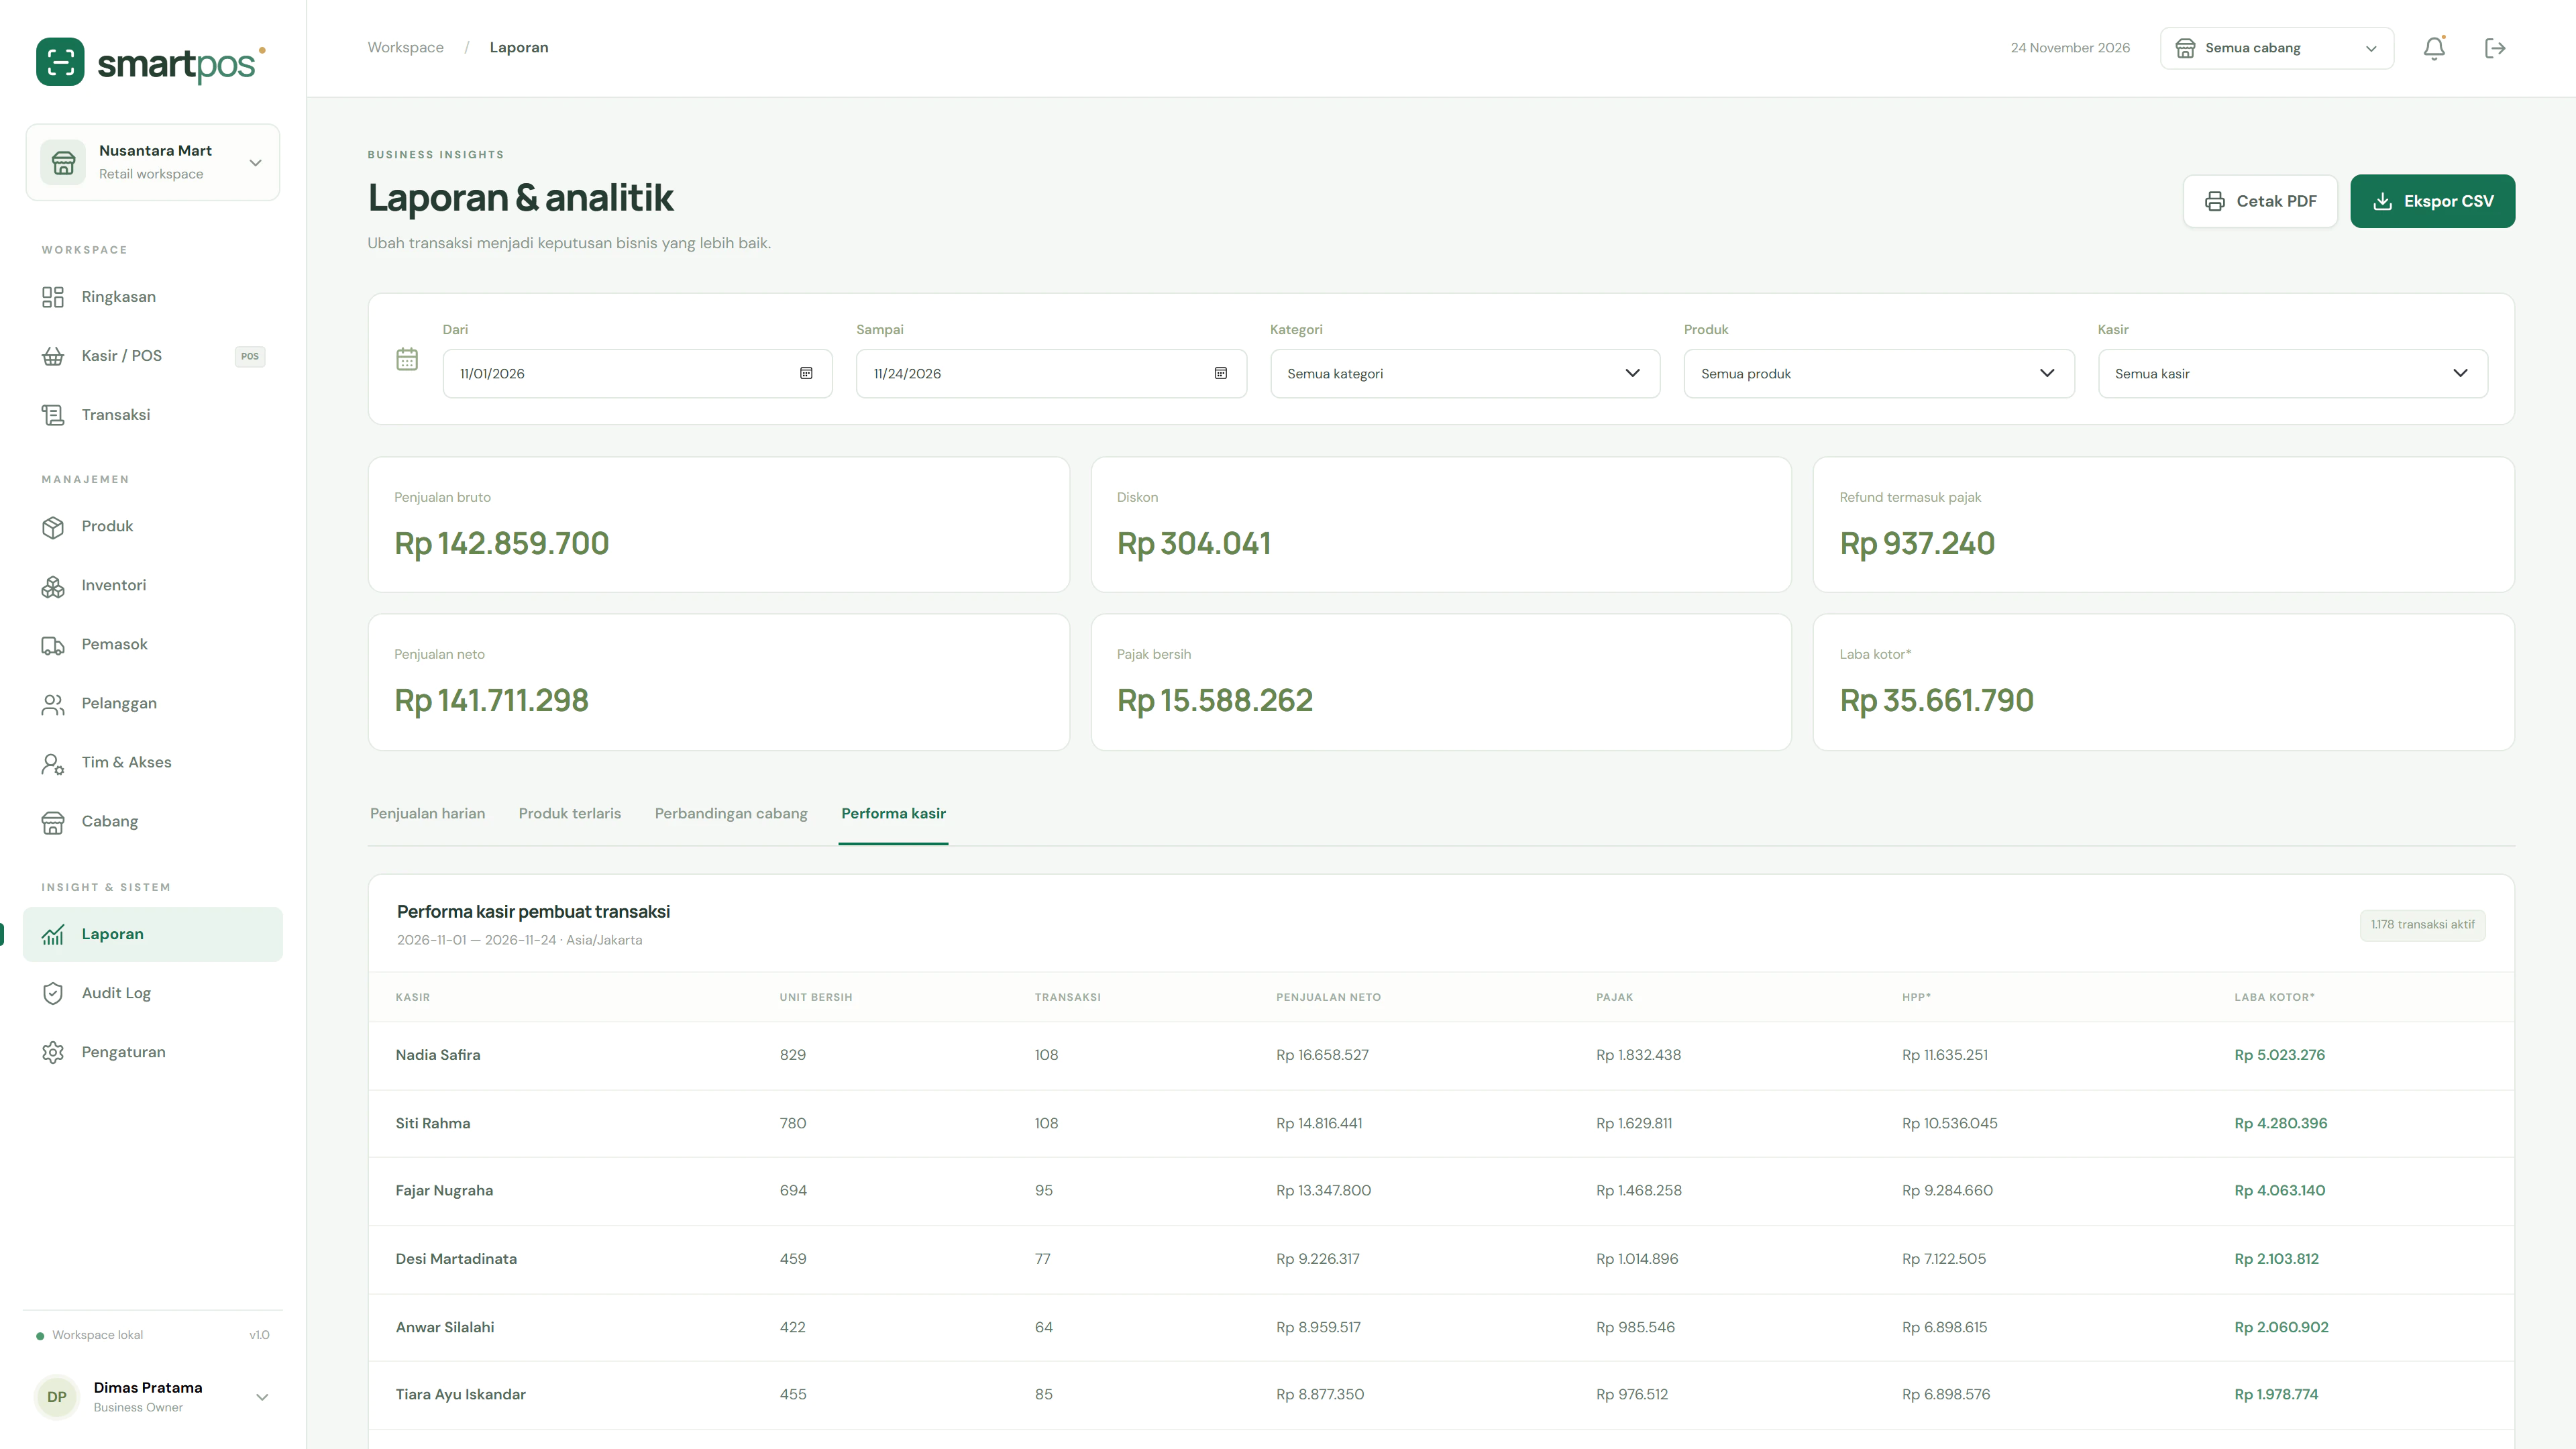 smartpos
Nusantara Mart
Retail workspace
WORKSPACE
Ringkasan
Kasir / POS
POS
Transaksi
MANAJEMEN
Produk
Inventori
Pemasok
Pelanggan
Tim & Akses
Cabang
INSIGHT & SISTEM
Laporan
Audit Log
Pengaturan
Workspace lokal v1.0
DP
Dimas Pratama
Business Owner
Workspace / Laporan
24 November 2026
Semua cabang
BUSINESS INSIGHTS
Laporan & analitik
Ubah transaksi menjadi keputusan bisnis yang lebih baik.
Cetak PDF
Ekspor CSV
Dari Sampai Kategori Produk Kasir
11/01/2026 11/24/2026 Semua kategori Semua produk Semua kasir
Penjualan bruto Diskon Refund termasuk pajak
Rp 142.859.700 Rp 304.041 Rp 937.240
Penjualan neto Pajak bersih Laba kotor*
Rp 141.711.298 Rp 15.588.262 Rp 35.661.790
Penjualan harian Produk terlaris Perbandingan cabang Performa kasir
Performa kasir pembuat transaksi
2026-11-01 — 2026-11-24 · Asia/Jakarta
1.178 transaksi aktif
KASIR UNIT BERSIH TRANSAKSI PENJUALAN NETO PAJAK HPP* LABA KOTOR*
Nadia Safira 829 108 Rp 16.658.527 Rp 1.832.438 Rp 11.635.251 Rp 5.023.276
Siti Rahma 780 108 Rp 14.816.441 Rp 1.629.811 Rp 10.536.045 Rp 4.280.396
Fajar Nugraha 694 95 Rp 13.347.800 Rp 1.468.258 Rp 9.284.660 Rp 4.063.140
Desi Martadinata 459 77 Rp 9.226.317 Rp 1.014.896 Rp 7.122.505 Rp 2.103.812
Anwar Silalahi 422 64 Rp 8.959.517 Rp 985.546 Rp 6.898.615 Rp 2.060.902
Tiara Ayu Iskandar 455 85 Rp 8.877.350 Rp 976.512 Rp 6.898.576 Rp 1.978.774